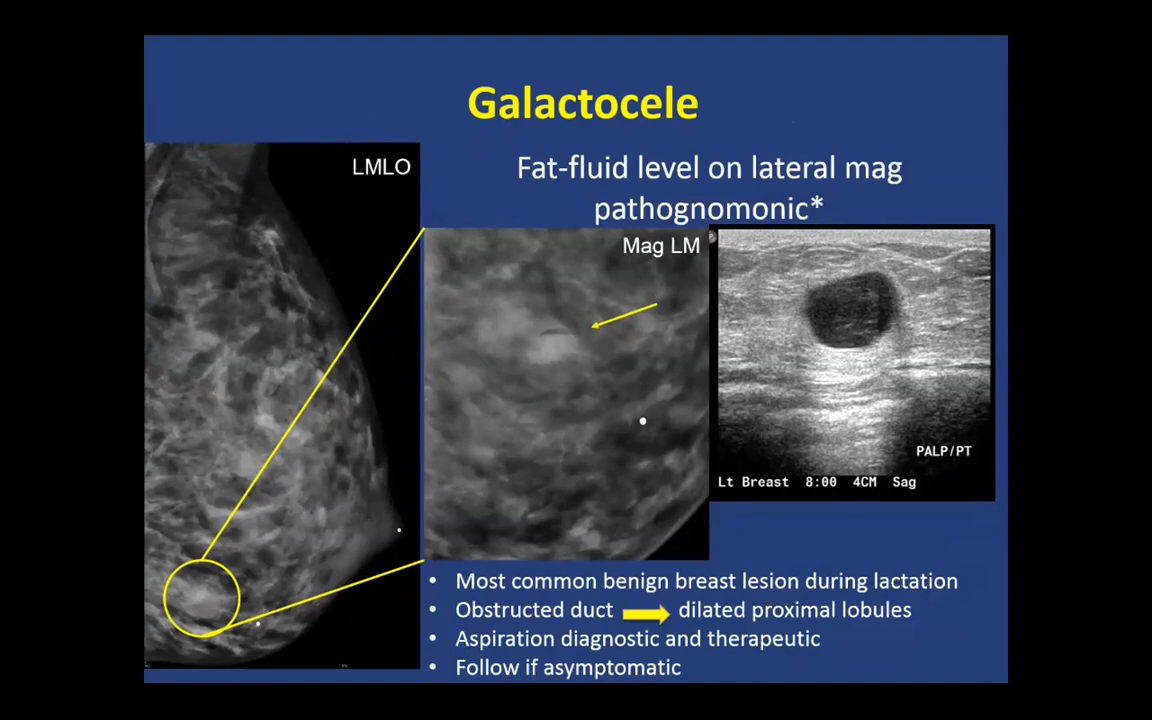 Galactocele
LMLO
Fat-fluid level on lateral mag
pathognomonic*
Mag LM
PALP/PT
Lt Breast 8:00 4CM Sag
• Most common benign breast lesion during lactation
• Obstructed duct dilated proximal lobules
• Aspiration diagnostic and therapeutic
• Follow if asymptomatic